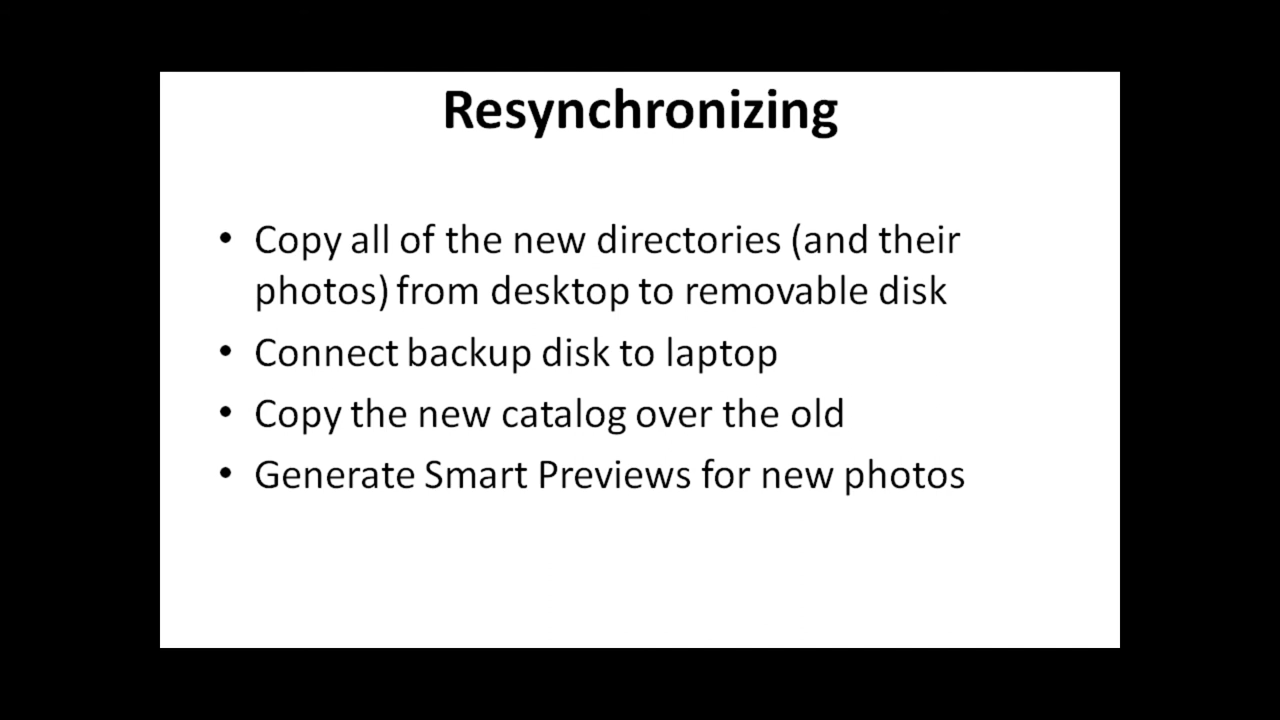 Resynchronizing
• Copy all of the new directories (and their
photos) from desktop to removable disk
• Connect backup disk to laptop
• Copy the new catalog over the old
• Generate Smart Previews for new photos